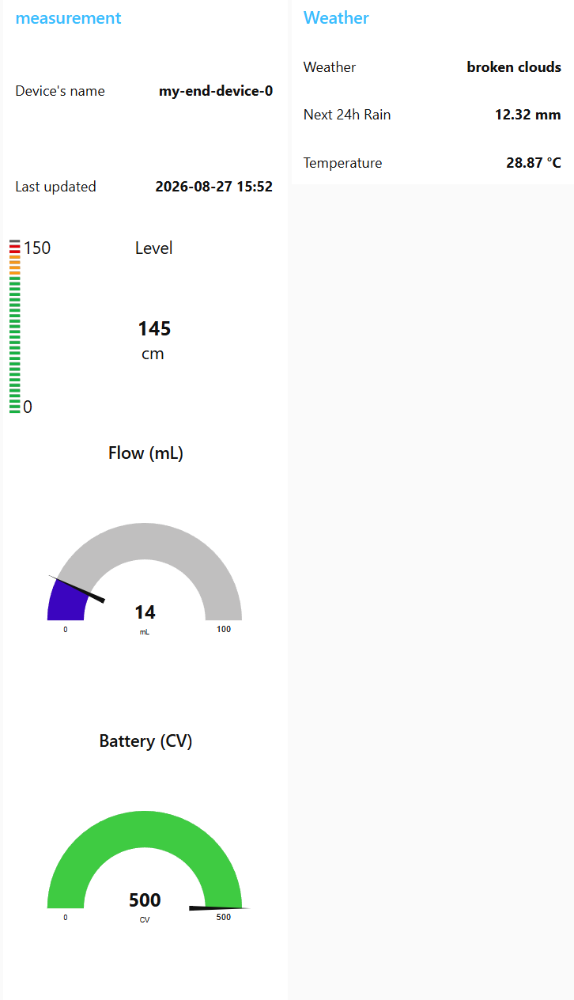 measurement
Device's name my-end-device-0
Last updated 2026-08-27 15:52
150 Level
145
cm
0
Flow (mL)
14
0 mL 100
Battery (CV)
500
0 CV 500
Weather
Weather broken clouds
Next 24h Rain 12.32 mm
Temperature 28.87 °C